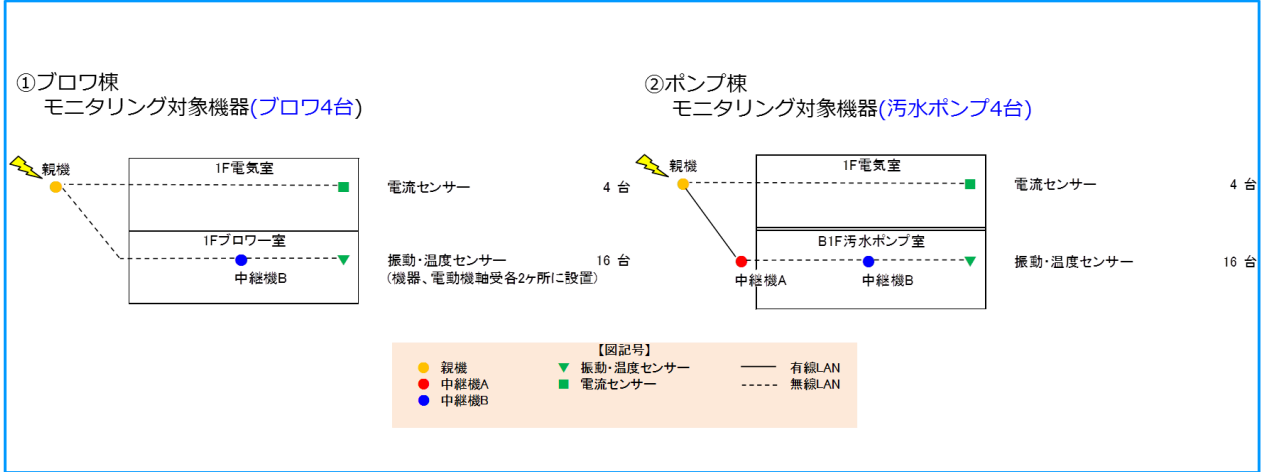 ①ブロワ棟
モニタリング対象機器(ブロワ4台)
親機
1F電気室
電流センサー 4 台
1Fブロワー室
中継機B
振動・温度センサー 16 台
(機器、電動機軸受各2ヶ所に設置)
②ポンプ棟
モニタリング対象機器(汚水ポンプ4台)
親機
1F電気室
電流センサー 4 台
B1F汚水ポンプ室
中継機A
中継機B
振動・温度センサー 16 台
【図記号】
親機 振動・温度センサー 有線LAN
中継機A 電流センサー 無線LAN
中継機B